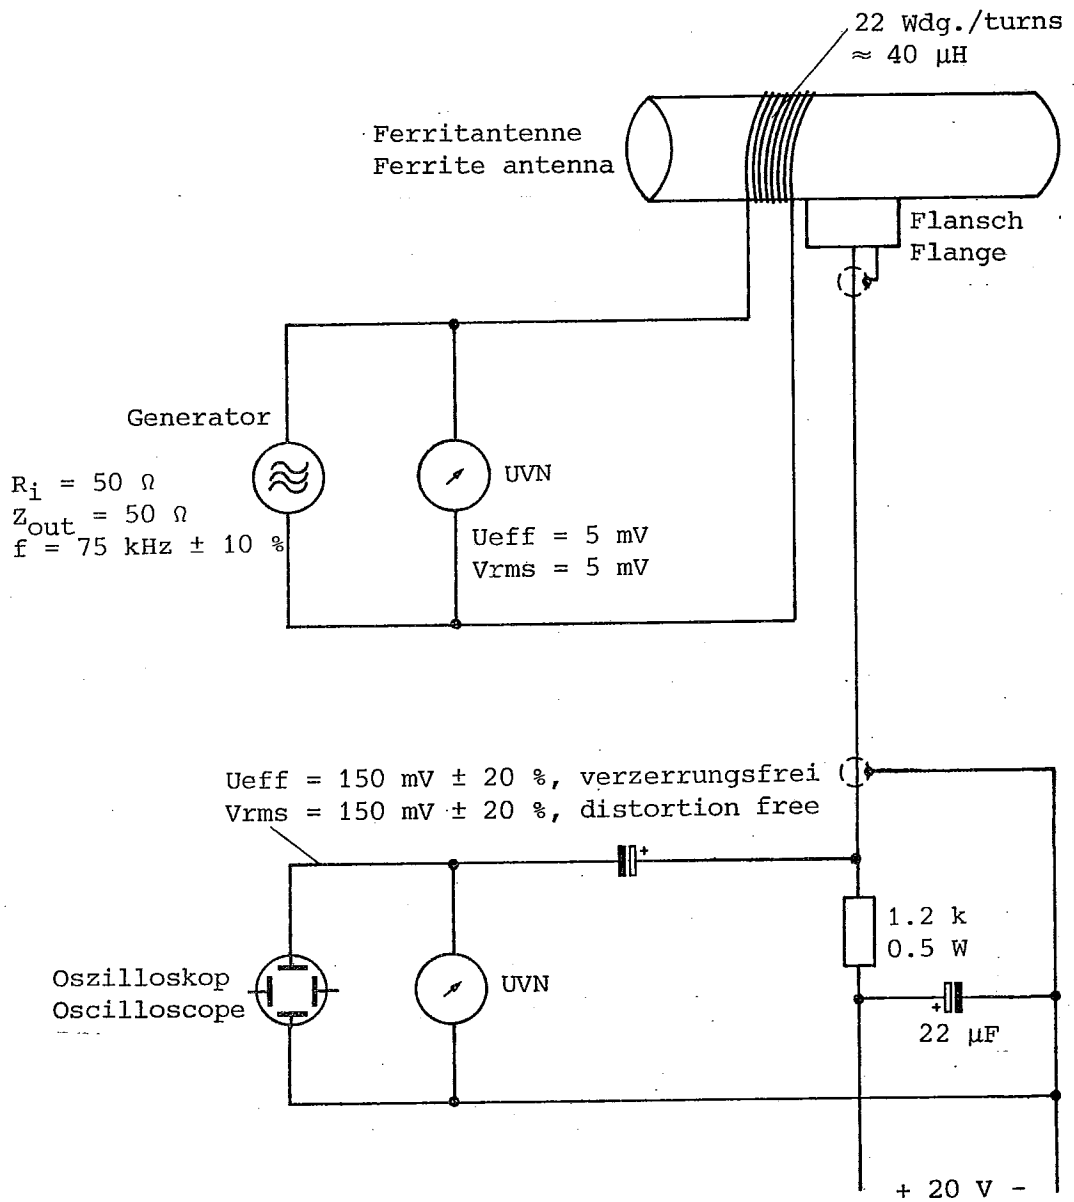 22 Wdg./turns
≈ 40 µH
Ferritantenne
Ferrite antenna
Flansch
Flange
Generator
Ri = 50 Ω
Zout = 50 Ω
f = 75 kHz ± 10 %
UVN
Ueff = 5 mV
Vrms = 5 mV
Ueff = 150 mV ± 20 %, verzerrungsfrei
Vrms = 150 mV ± 20 %, distortion free
+
1.2 k
0.5 W
Oszilloskop
Oscilloscope
UVN
+
22 µF
+ 20 V -